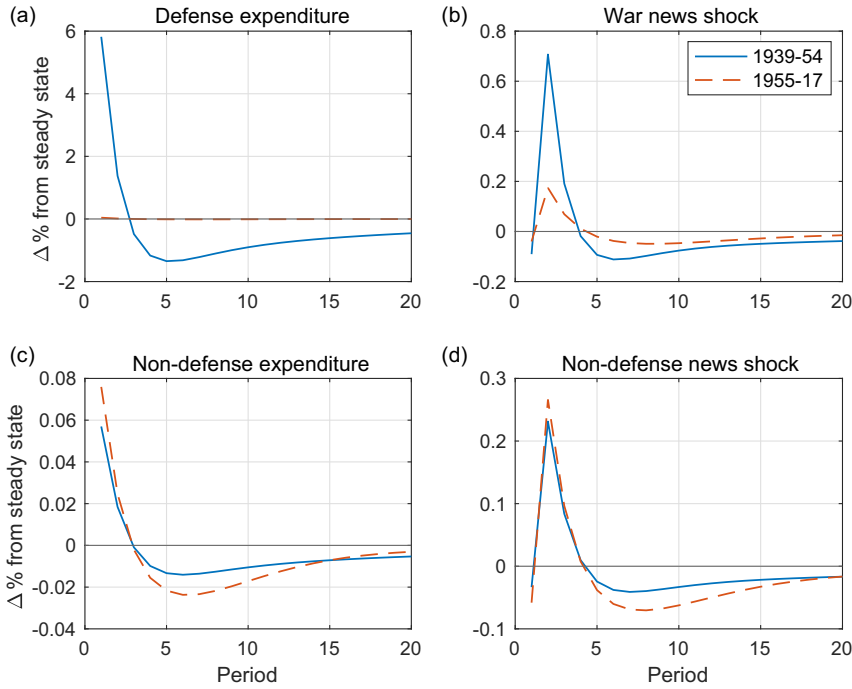 (a) Defense expenditure
Δ % from steady state
6
4
2
0
-2
0 5 10 15 20
(b) War news shock
1939-54
1955-17
0.8
0.6
0.4
0.2
0
-0.2
0 5 10 15 20
(c) Non-defense expenditure
Δ % from steady state
0.08
0.06
0.04
0.02
0
-0.02
-0.04
0 5 10 15 20
Period
(d) Non-defense news shock
0.3
0.2
0.1
0
-0.1
0 5 10 15 20
Period